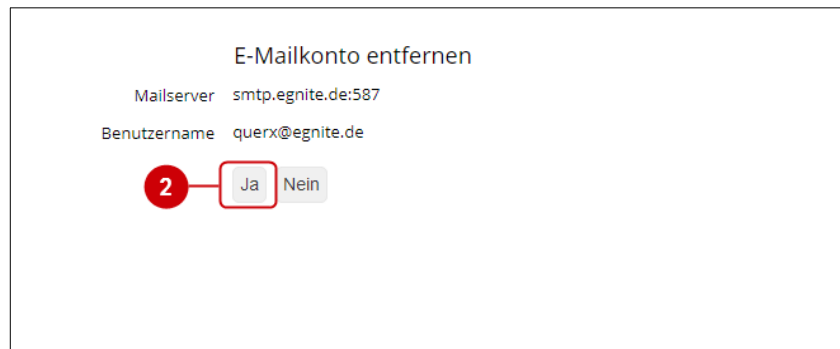 E-Mailkonto entfernen
Mailserver smtp.egnite.de:587
Benutzername querx@egnite.de
2 Ja Nein